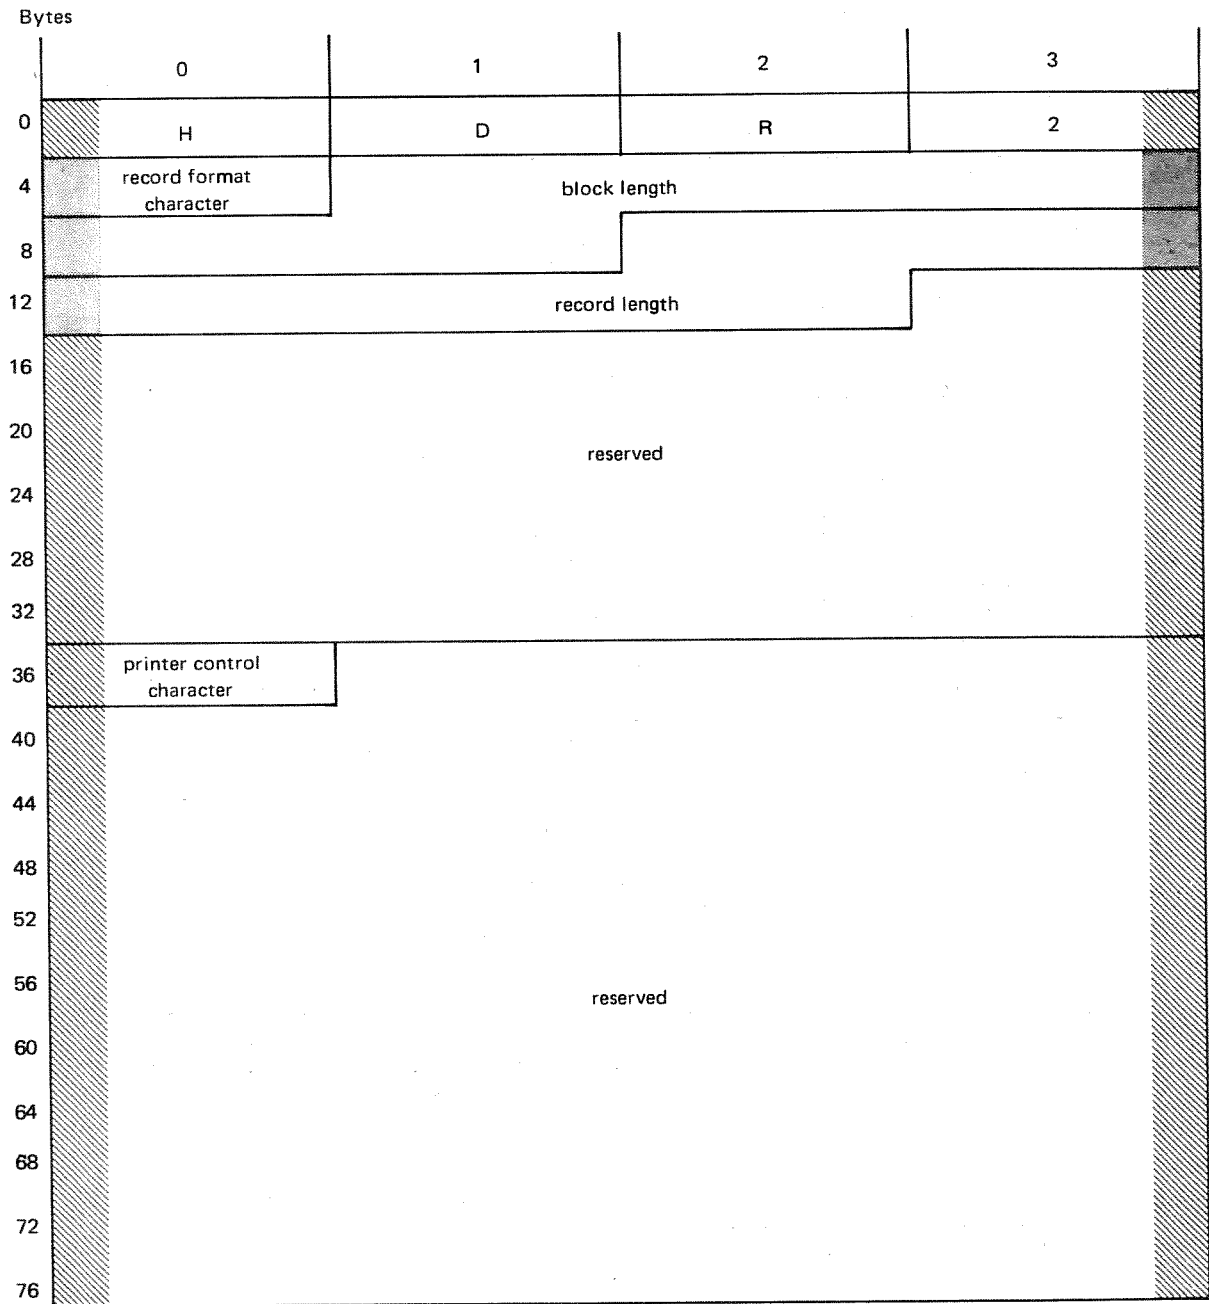 Bytes
0 1 2 3
0 H D R 2
record format
4 block length
character
8
12 record length
16
20
reserved
24
28
32
printer control
36
character
40
44
48
52
56
reserved
60
64
68
72
76